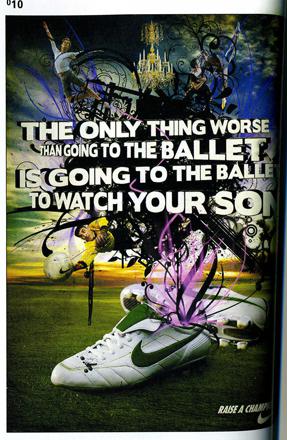 010
THE ONLY THING WORSE
THAN GOING TO THE BALLET
IS GOING TO THE BALLET
TO WATCH YOUR SON
RAISE A CHAMP